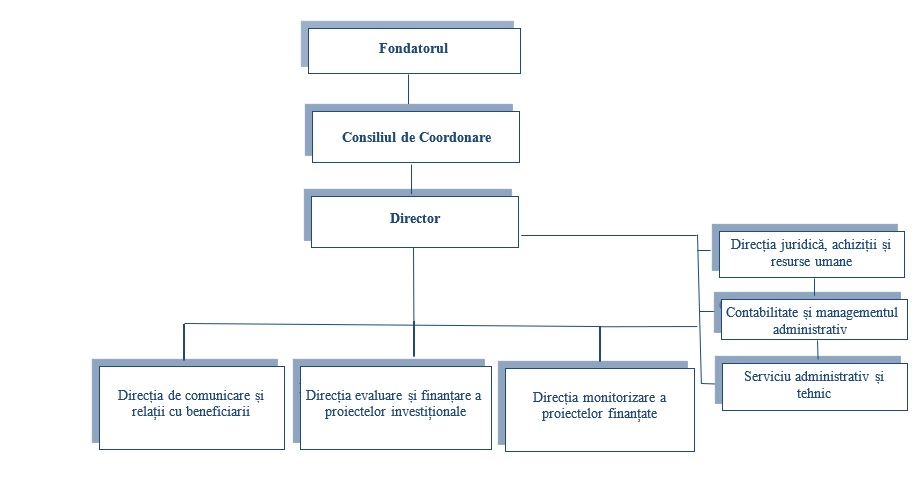 Fondatorul
Consiliul de Coordonare
Director
Direcția juridică, achiziții și
resurse umane
Contabilitate și managementul
administrativ
Serviciu administrativ și
tehnic
Direcția de comunicare și
relații cu beneficiarii
Direcția evaluare și finanțare a
proiectelor investiționale
Direcția monitorizare a
proiectelor finanțate